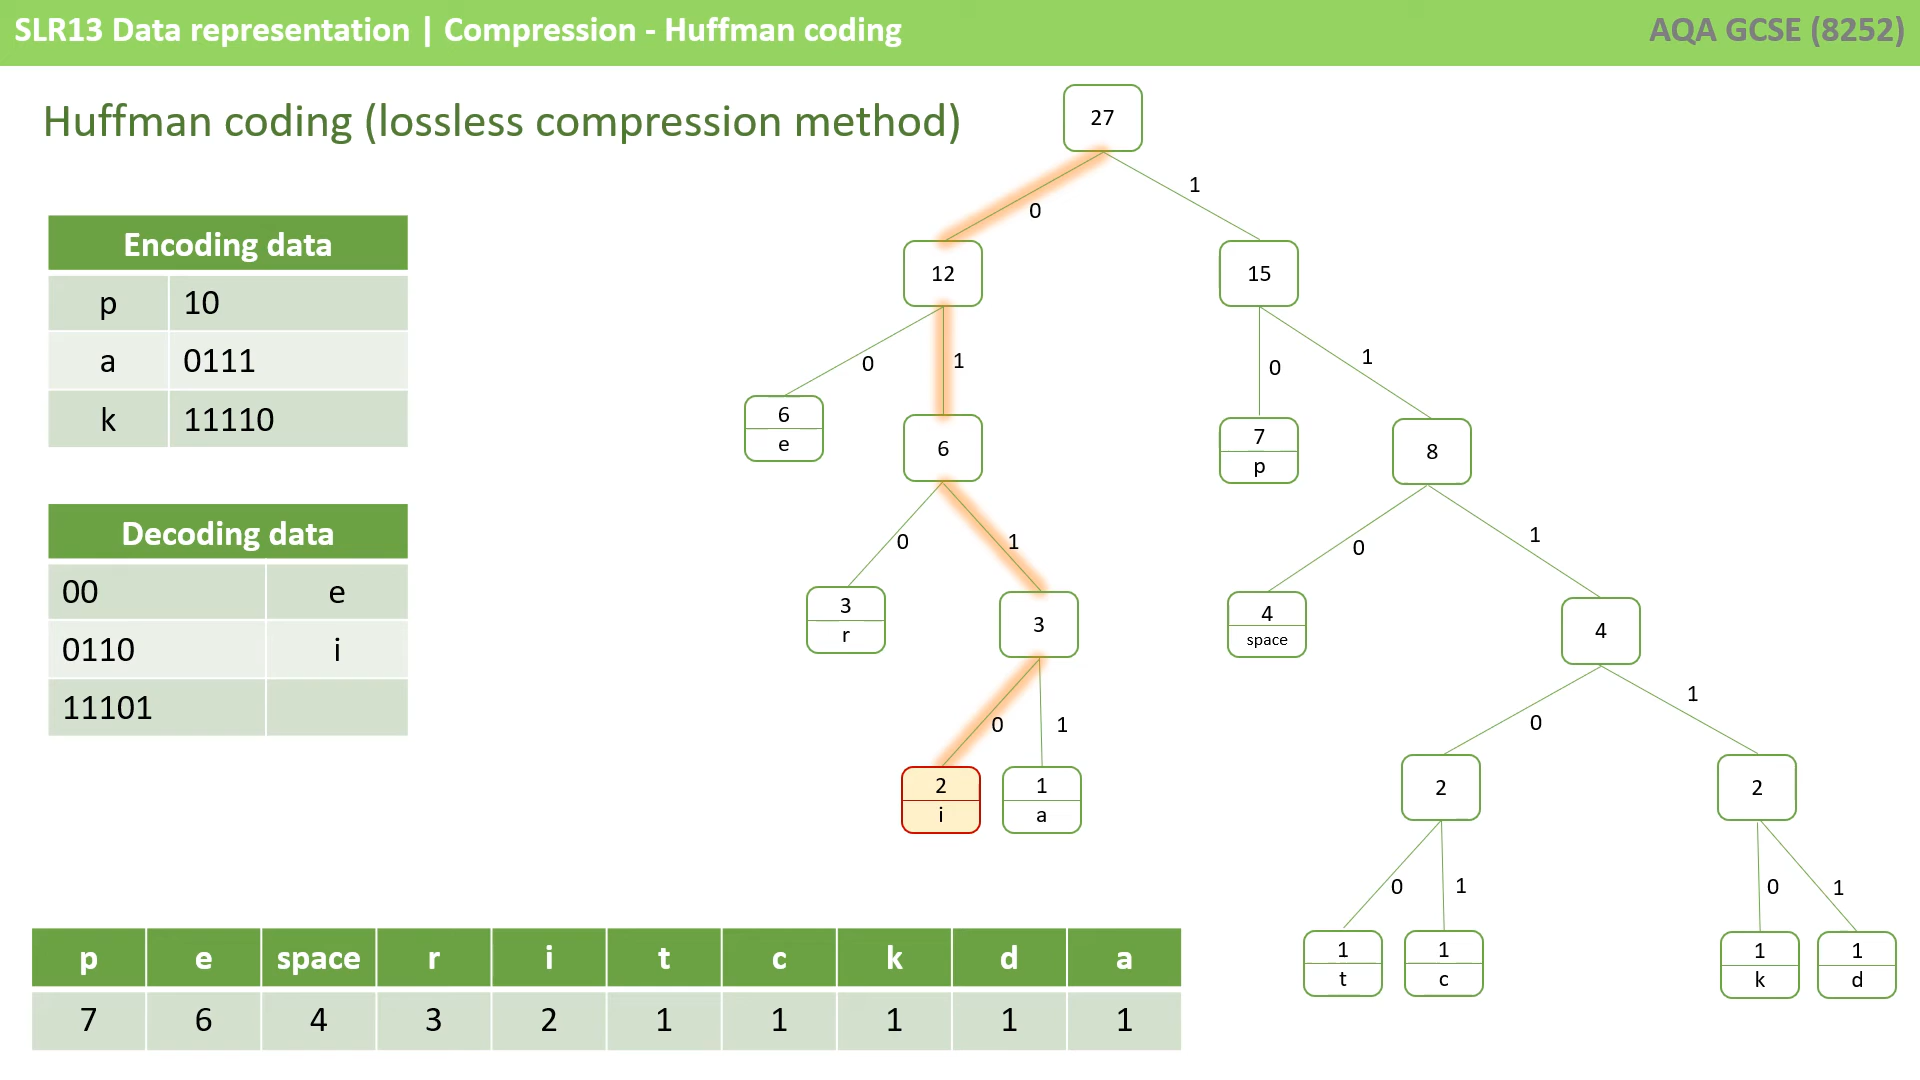 SLR13 Data representation | Compression - Huffman coding
AQA GCSE (8252)
Huffman coding (lossless compression method)
Encoding data
p 10
a 0111
k 11110
Decoding data
00 e
0110 i
11101
27
0 1
12 15
0 1 0 1
6
e
6
7
p
8
0 1 0 1
3
r
3
4
space
4
0 1 0 1
2
i
1
a
2 2
0 1 0 1
1
t
1
c
1
k
1
d
p e space r i t c k d a
7 6 4 3 2 1 1 1 1 1